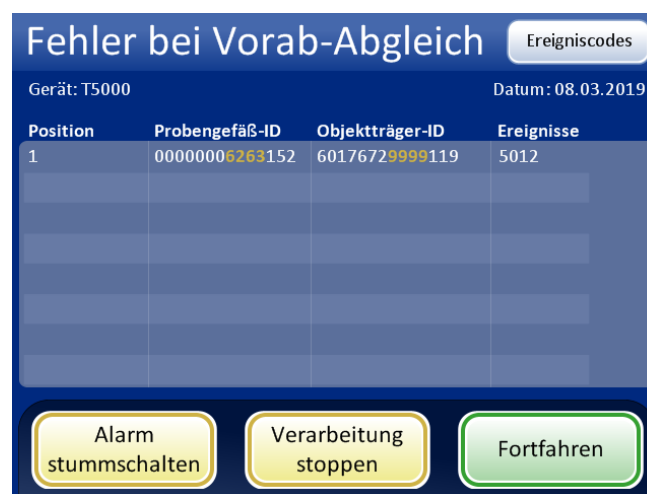 Fehler bei Vorab-Abgleich
Ereigniscodes
Gerät: T5000
Datum: 08.03.2019
Position Probengefäß-ID Objektträger-ID Ereignisse
1 00000006263152 60176729999119 5012
Alarm
stummschalten
Verarbeitung
stoppen
Fortfahren